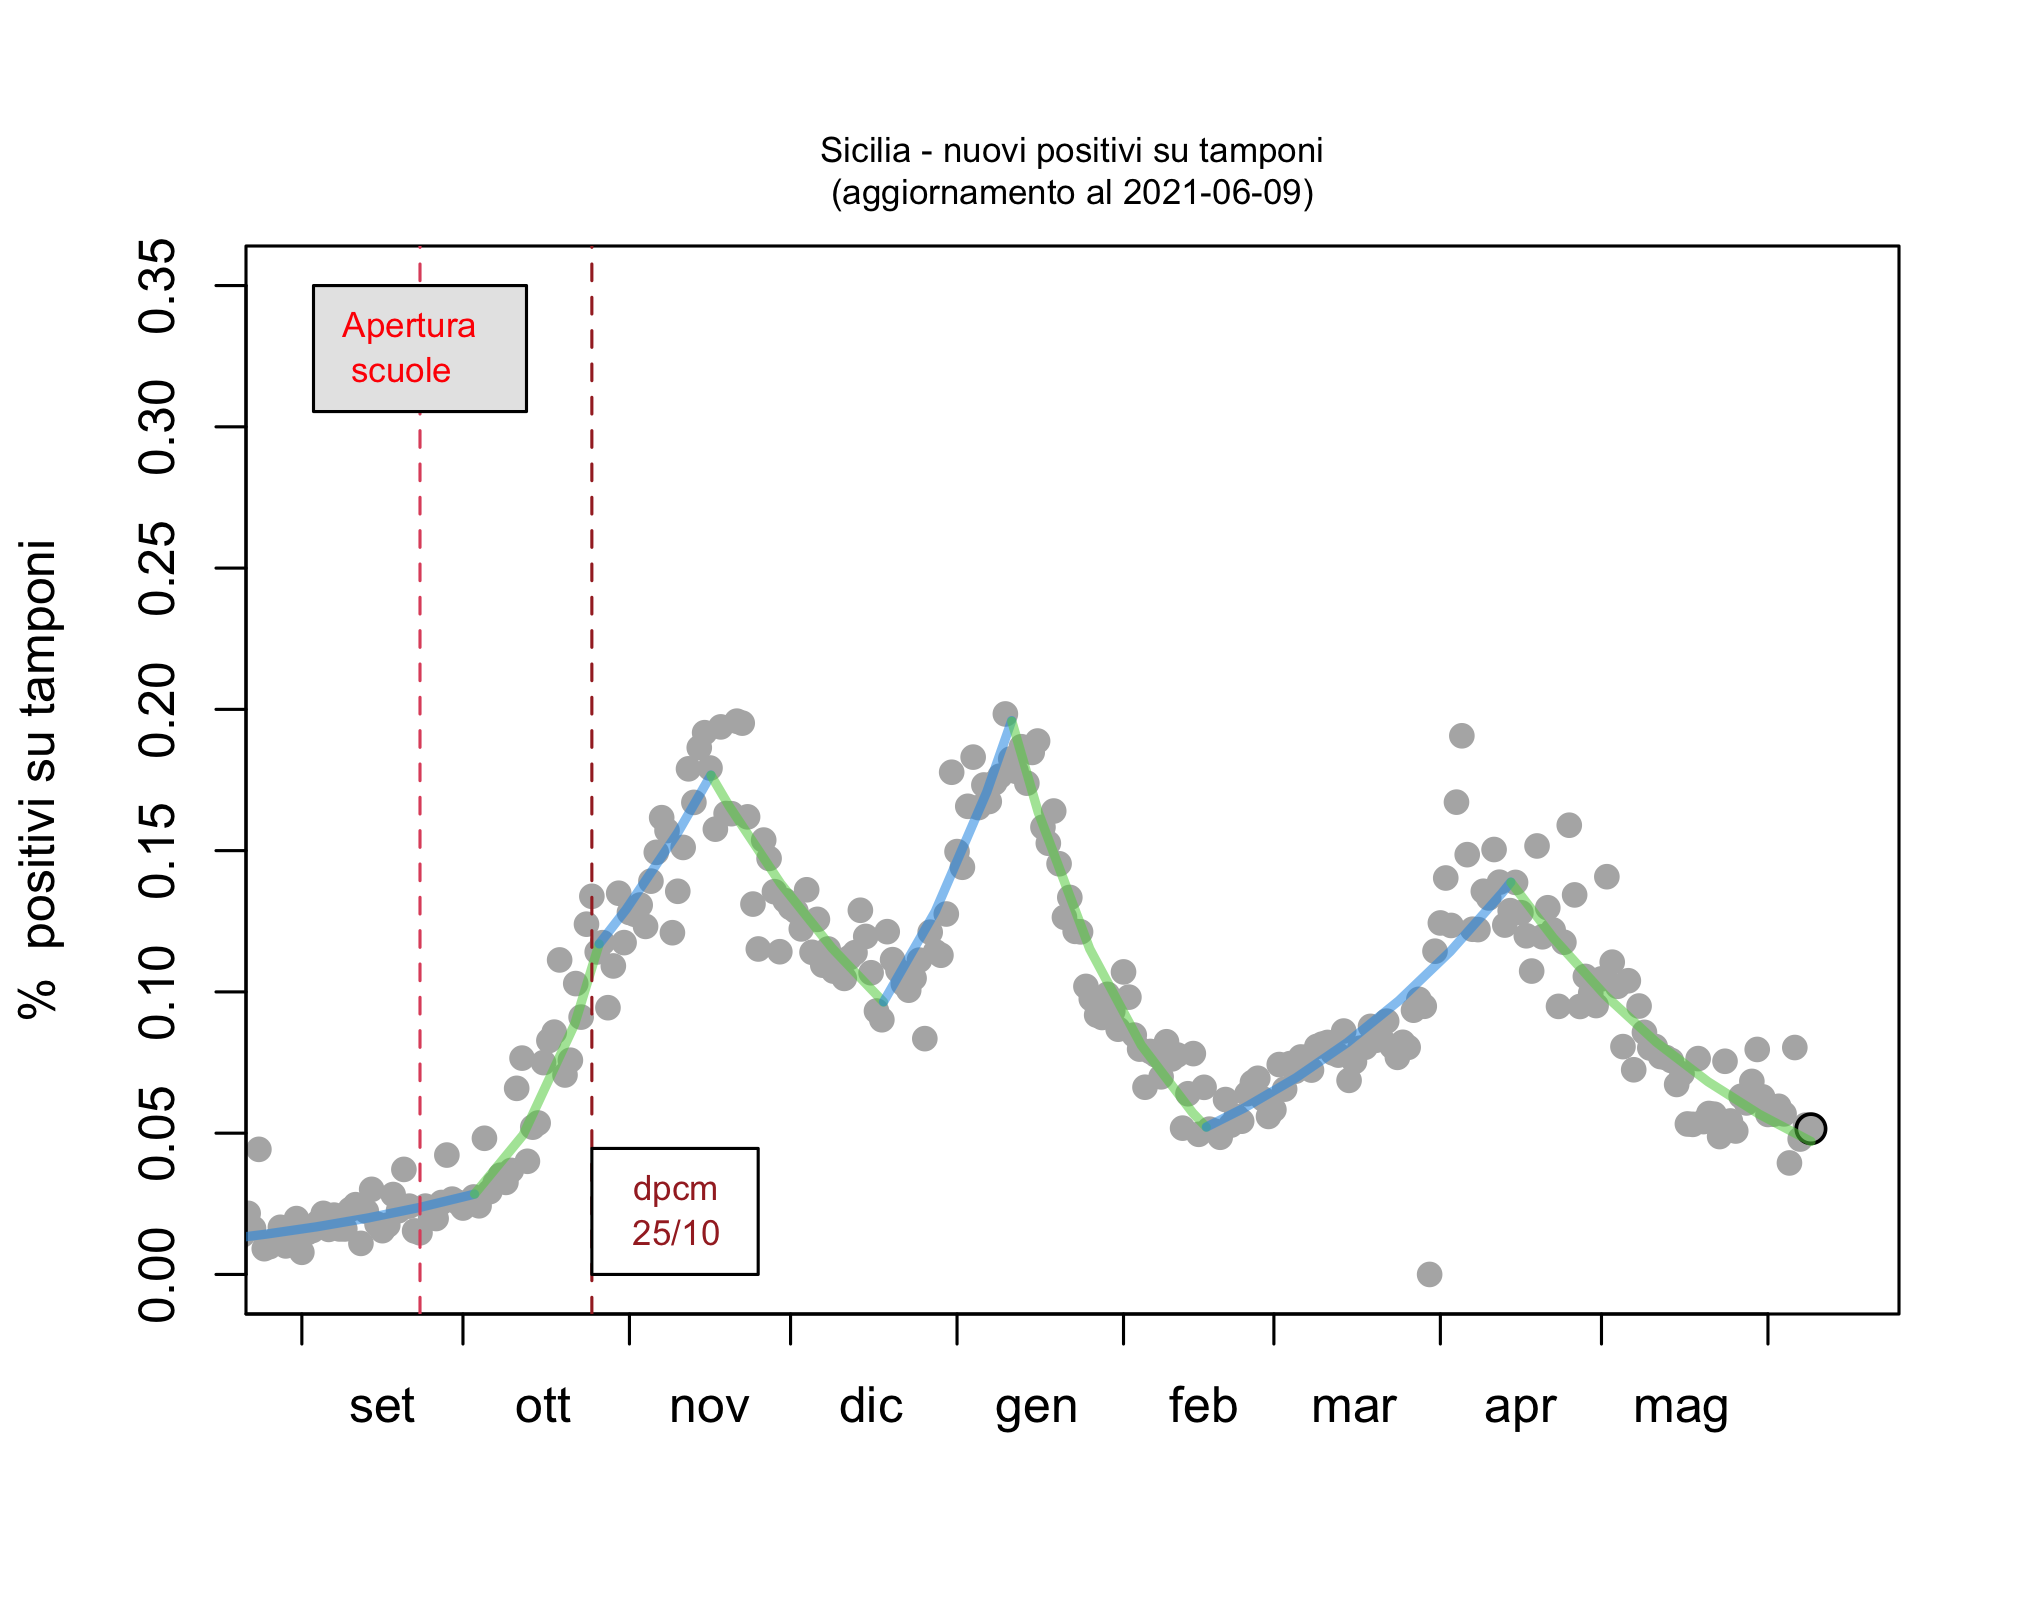 Sicilia - nuovi positivi su tamponi
(aggiornamento al 2021-06-09)
% positivi su tamponi
0.35
0.30
0.25
0.20
0.15
0.10
0.05
0.00
Apertura
scuole
dpcm
25/10
set ott nov dic gen feb mar apr mag